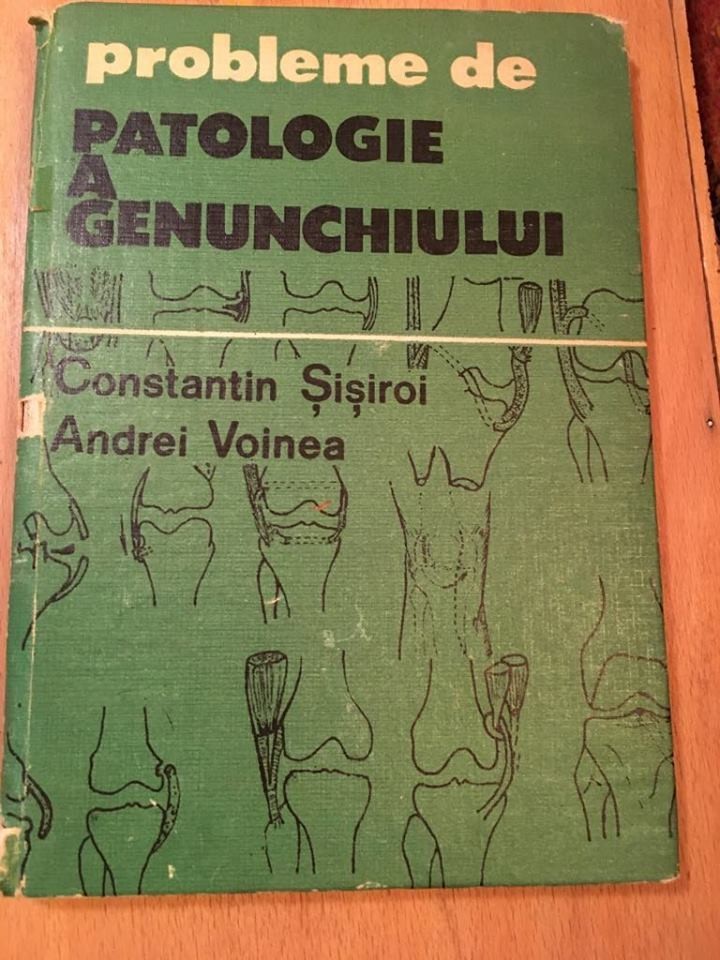 probleme de
PATOLOGIE
A
GENUNCHIULUI
Constantin Șișiroi
Andrei Voinea